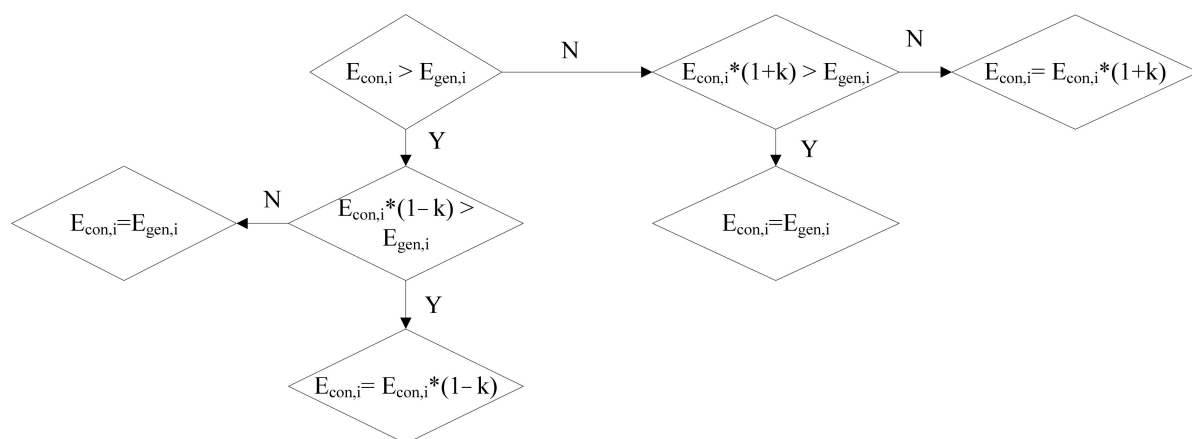 E_con,i > E_gen,i
N
E_con,i*(1+k) > E_gen,i
N
E_con,i= E_con,i*(1+k)
Y
Y
E_con,i=E_gen,i
N
E_con,i*(1– k) >
E_gen,i
E_con,i=E_gen,i
Y
E_con,i= E_con,i*(1– k)